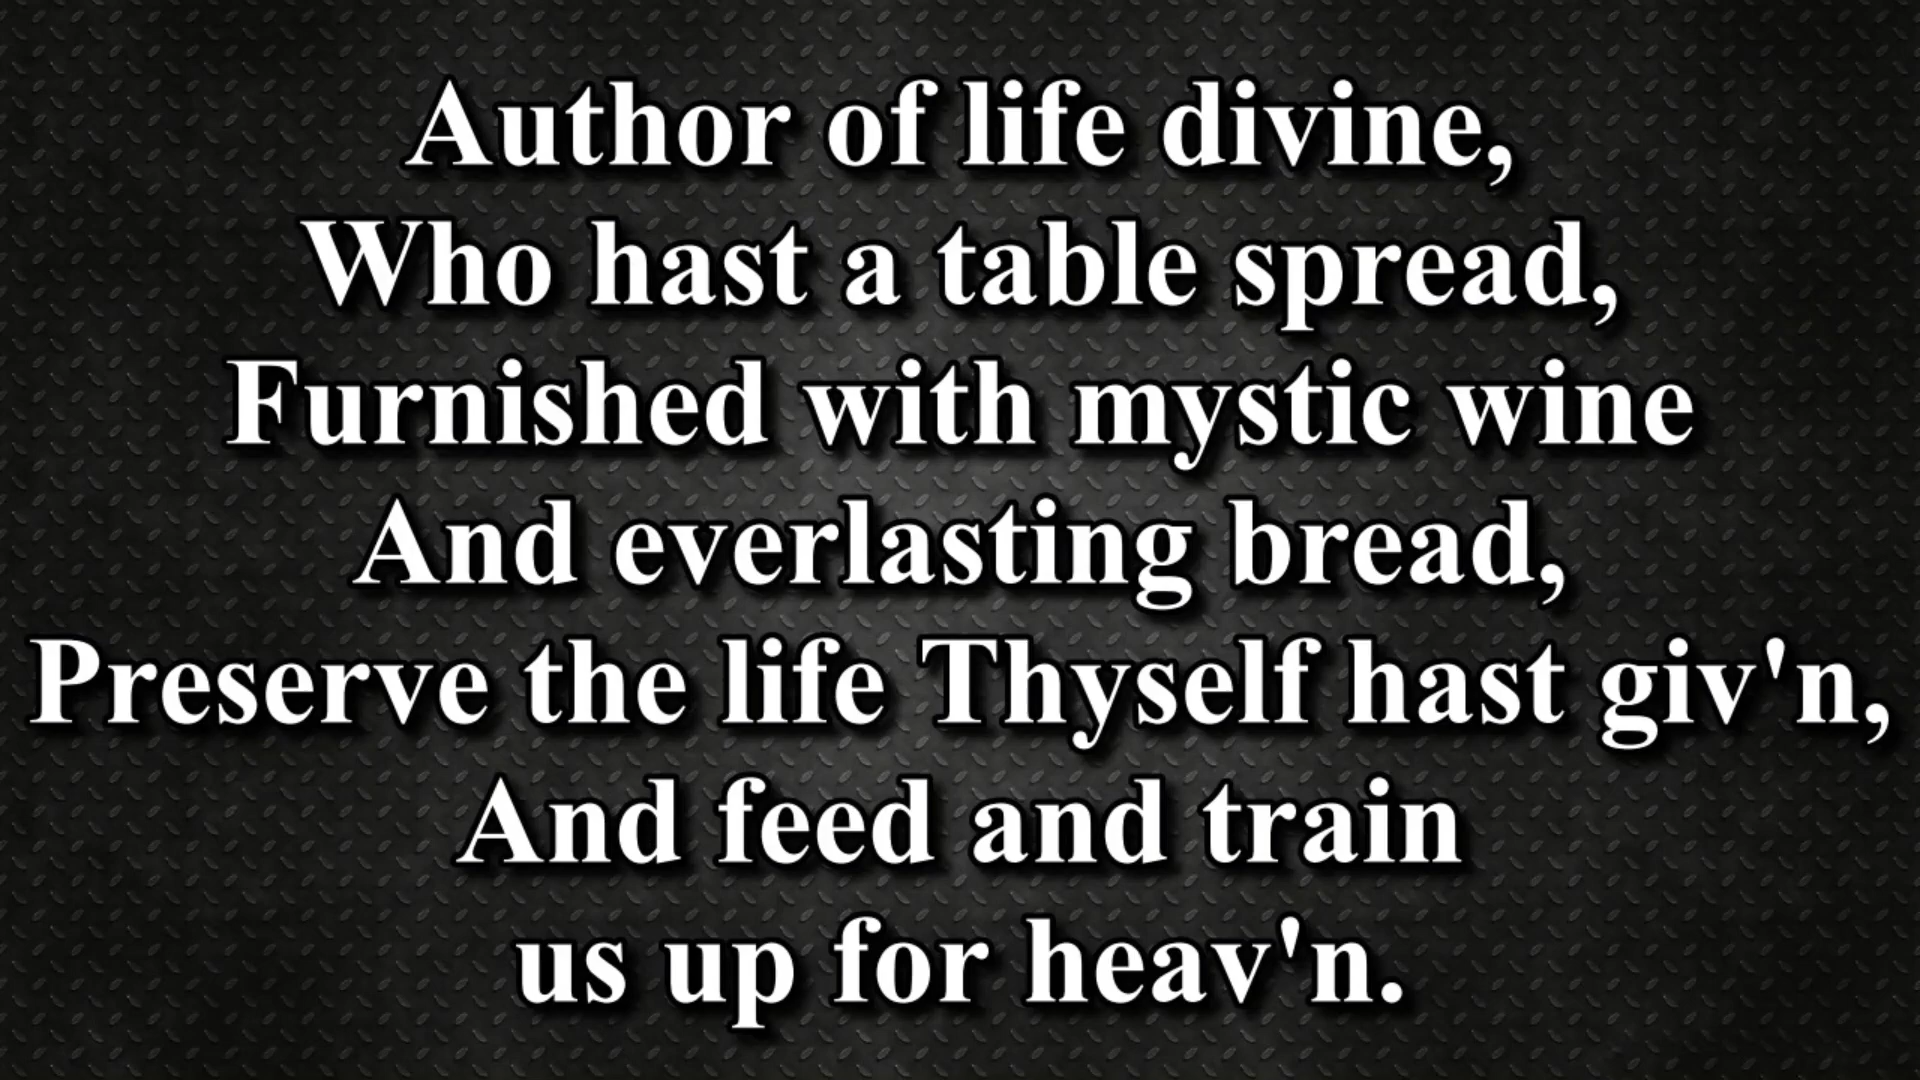 Author of life divine,
Who hast a table spread,
Furnished with mystic wine
And everlasting bread,
Preserve the life Thyself hast giv'n,
And feed and train
us up for heav'n.